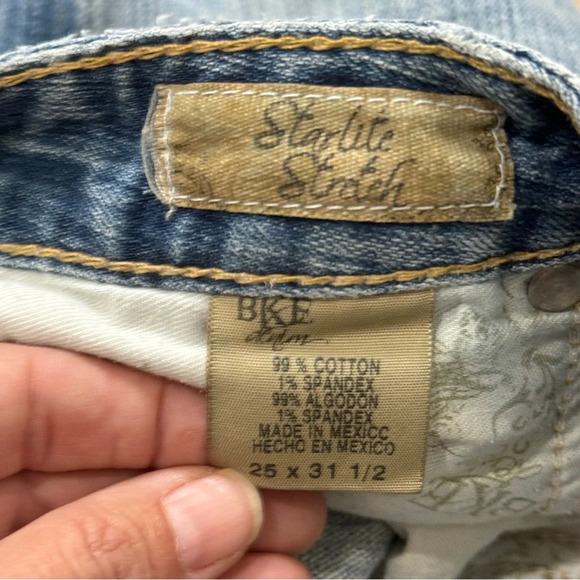 Starlite
Stretch
BKE
denim
99 % COTTON
1% SPANDEX
99% ALGODON
1% SPANDEX
MADE IN MEXICC
HECHO EN MEXICO
25 x 31 1/2